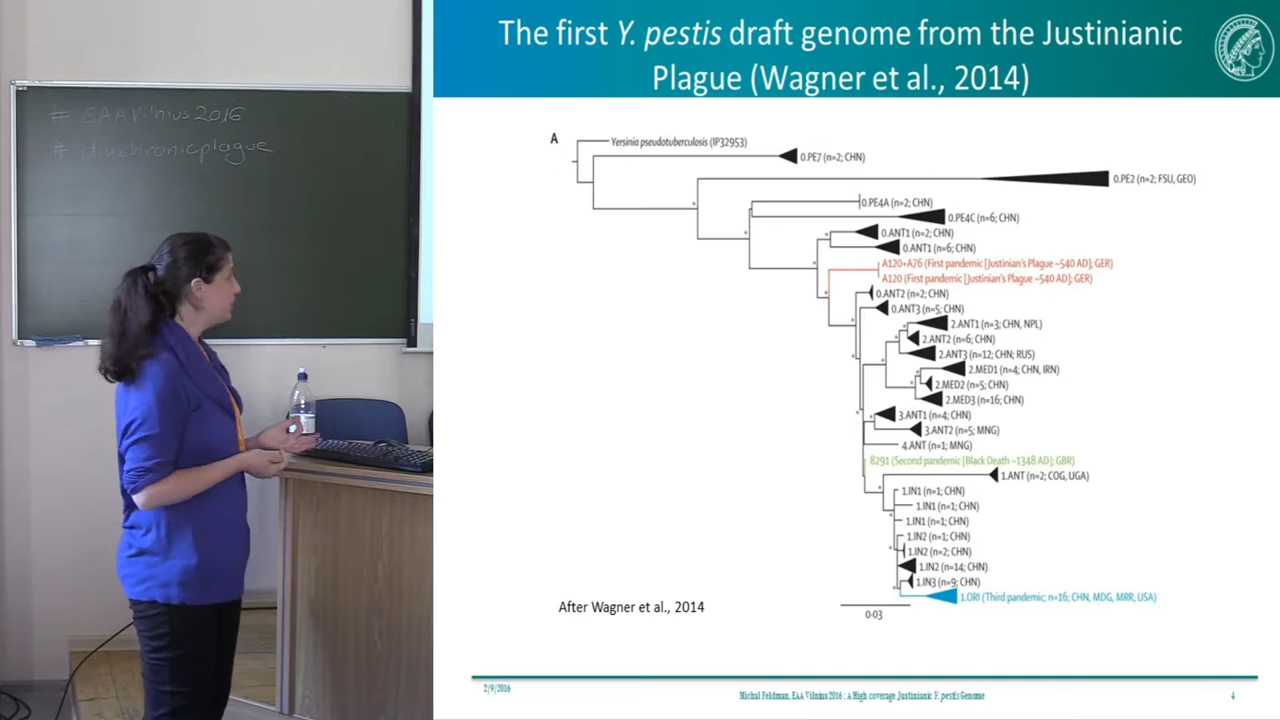 # EAAVilnius2016
# diachronicplague
The first Y. pestis draft genome from the Justinianic
Plague (Wagner et al., 2014)
A
Yersinia pseudotuberculosis (IP32953)
0.PE7 (n=2; CHN)
0.PE2 (n=2; FSU, GEO)
0.PE4A (n=2; CHN)
0.PE4C (n=6; CHN)
0.ANT1 (n=2; CHN)
0.ANT1 (n=6; CHN)
A120+A76 (First pandemic [Justinian's Plague ~540 AD]; GER)
A120 (First pandemic [Justinian's Plague ~540 AD]; GER)
0.ANT2 (n=2; CHN)
0.ANT3 (n=5; CHN)
2.ANT1 (n=3; CHN, NPL)
2.ANT2 (n=6; CHN)
2.ANT3 (n=12; CHN; RUS)
2.MED1 (n=4; CHN, IRN)
2.MED2 (n=5; CHN)
2.MED3 (n=16; CHN)
3.ANT1 (n=4; CHN)
3.ANT2 (n=5; MNG)
4.ANT (n=1; MNG)
8291 (Second pandemic [Black Death ~1348 AD]; GBR)
1.ANT (n=2; COG, UGA)
1.IN1 (n=1; CHN)
1.IN1 (n=1; CHN)
1.IN1 (n=1; CHN)
1.IN2 (n=1; CHN)
1.IN2 (n=2; CHN)
1.IN2 (n=14; CHN)
1.IN3 (n=9; CHN)
1.ORI (Third pandemic; n=16; CHN, MDG, MRR, USA)
0·03
After Wagner et al., 2014
2/9/2016
Michal Feldman, EAA Vilnius 2016 : A High coverage Justinianic Y. pestis Genome
4